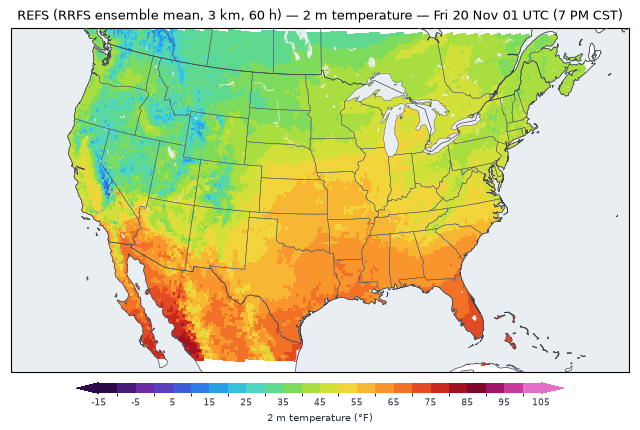 REFS (RRFS ensemble mean, 3 km, 60 h) — 2 m temperature — Fri 20 Nov 01 UTC (7 PM CST)
-15 -5 5 15 25 35 45 55 65 75 85 95 105
2 m temperature (°F)